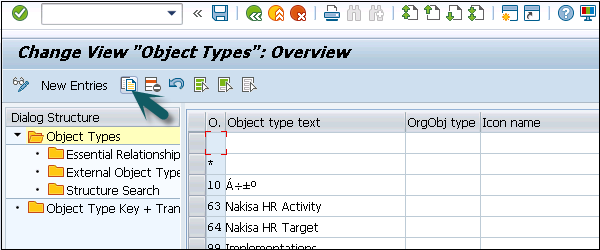 Change View "Object Types": Overview
New Entries
Dialog Structure
Object Types
Essential Relationship
External Object Type
Structure Search
Object Type Key + Tran
O. Object type text OrgObj type Icon name
*
10 Á÷±º
63 Nakisa HR Activity
64 Nakisa HR Target
99 Implementations